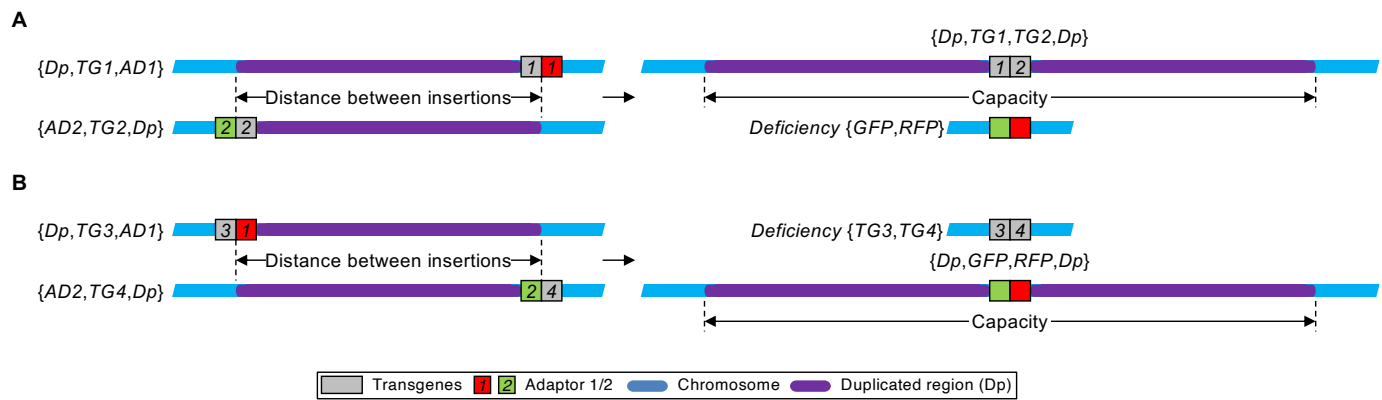 A
{Dp,TG1,TG2,Dp}
{Dp,TG1,AD1} 1 1 1 2
Distance between insertions Capacity
{AD2,TG2,Dp} 2 2 Deficiency {GFP,RFP}
B
{Dp,TG3,AD1} 3 1 Deficiency {TG3,TG4} 3 4
Distance between insertions {Dp,GFP,RFP,Dp}
{AD2,TG4,Dp} 2 4
Capacity
Transgenes 1 2 Adaptor 1/2 Chromosome Duplicated region (Dp)